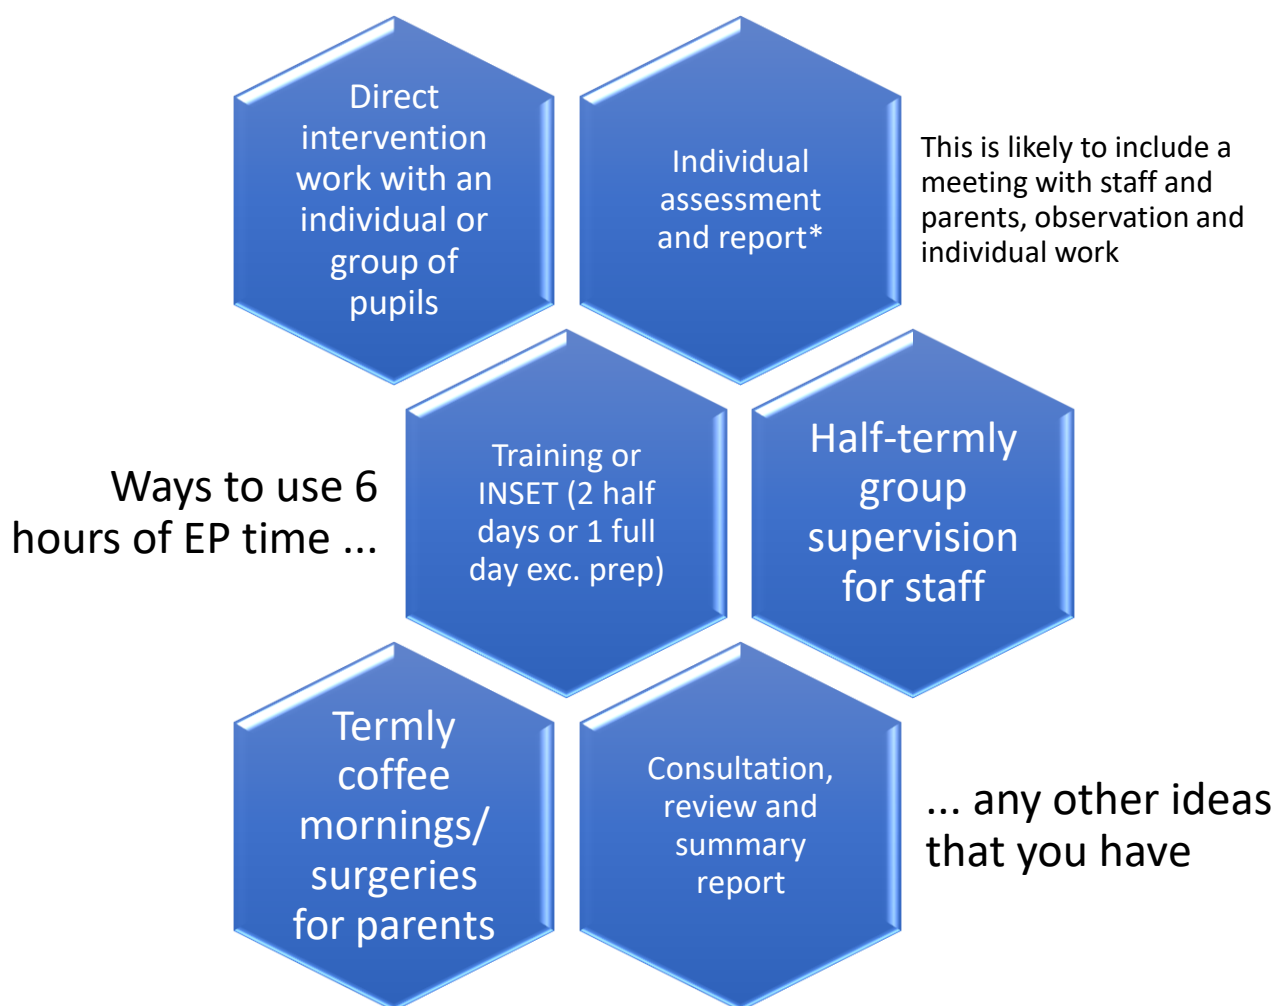 Direct
intervention
work with an
individual or
group of
pupils
Individual
assessment
and report*
This is likely to include a
meeting with staff and
parents, observation and
individual work
Ways to use 6
hours of EP time ...
Training or
INSET (2 half
days or 1 full
day exc. prep)
Half-termly
group
supervision
for staff
Termly
coffee
mornings/
surgeries
for parents
Consultation,
review and
summary
report
... any other ideas
that you have